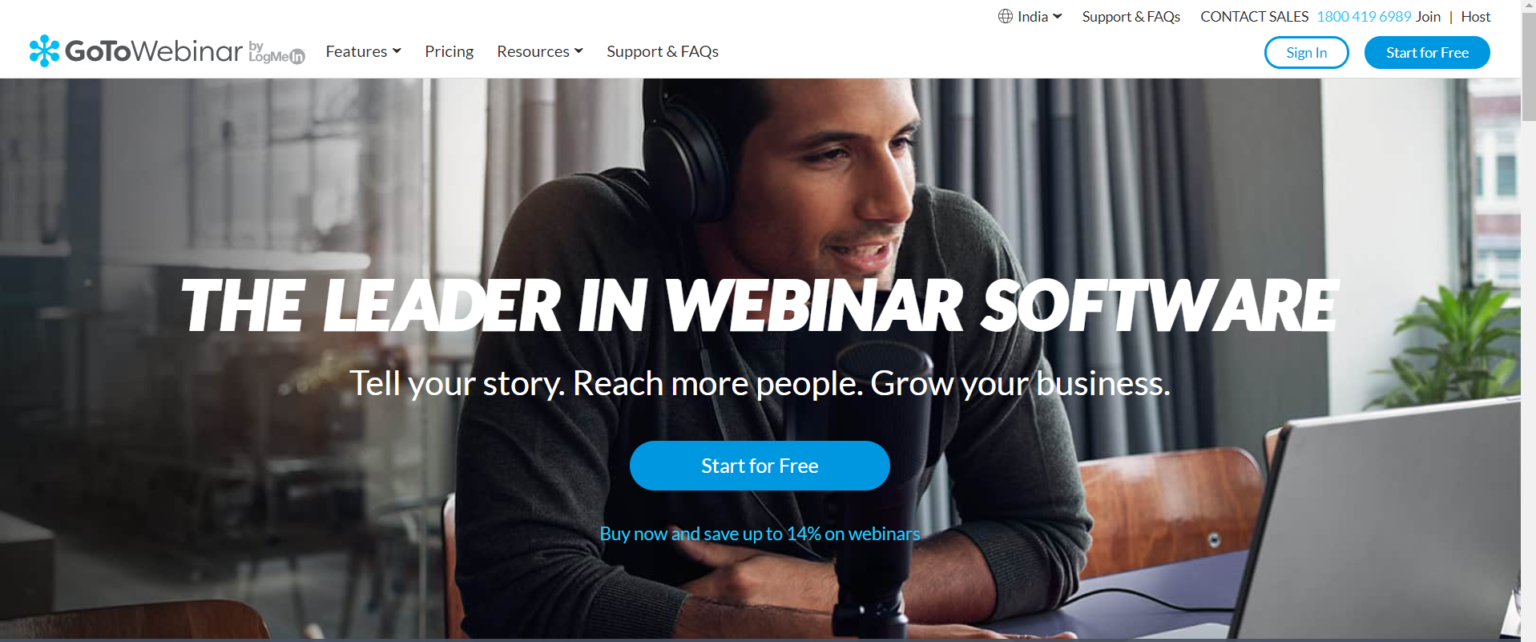 India Support & FAQs CONTACT SALES 1800 419 6989 Join | Host
GoToWebinar by LogMeIn Features Pricing Resources Support & FAQs Sign In Start for Free
THE LEADER IN WEBINAR SOFTWARE
Tell your story. Reach more people. Grow your business.
Start for Free
Buy now and save up to 14% on webinars